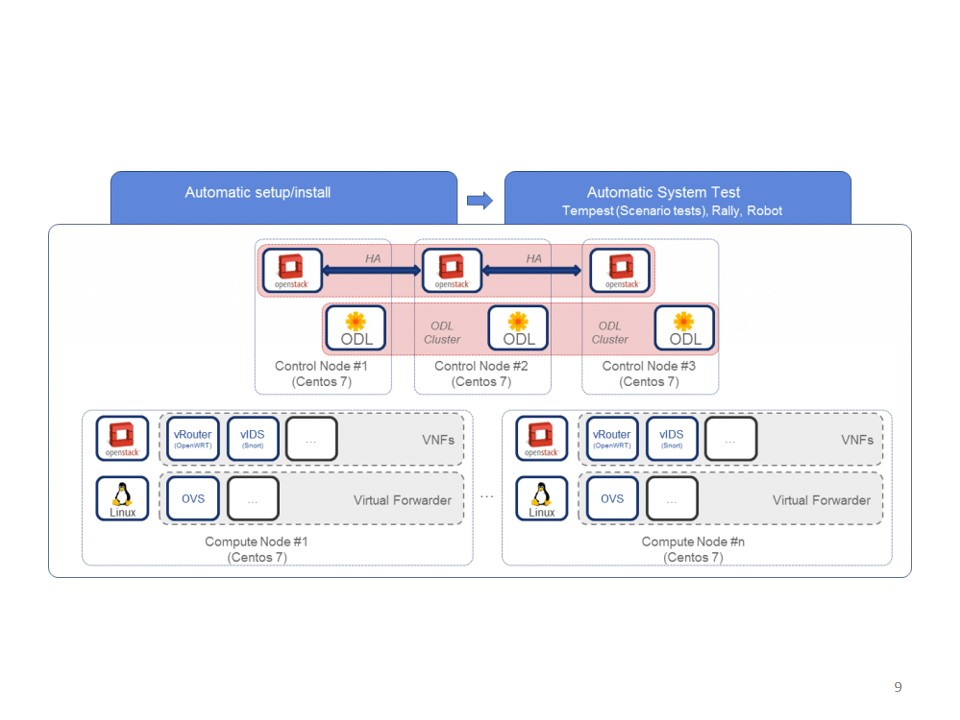 Automatic setup/install
Automatic System Test
Tempest (Scenario tests), Rally, Robot
HA
HA
openstack
openstack
openstack
ODL
ODL
Cluster
ODL
ODL
Cluster
ODL
Control Node #1
(Centos 7)
Control Node #2
(Centos 7)
Control Node #3
(Centos 7)
openstack
vRouter
(OpenWRT)
vIDS
(Snort)
...
VNFs
Linux
OVS
...
Virtual Forwarder
Compute Node #1
(Centos 7)
...
openstack
vRouter
(OpenWRT)
vIDS
(Snort)
...
VNFs
Linux
OVS
...
Virtual Forwarder
Compute Node #n
(Centos 7)
9